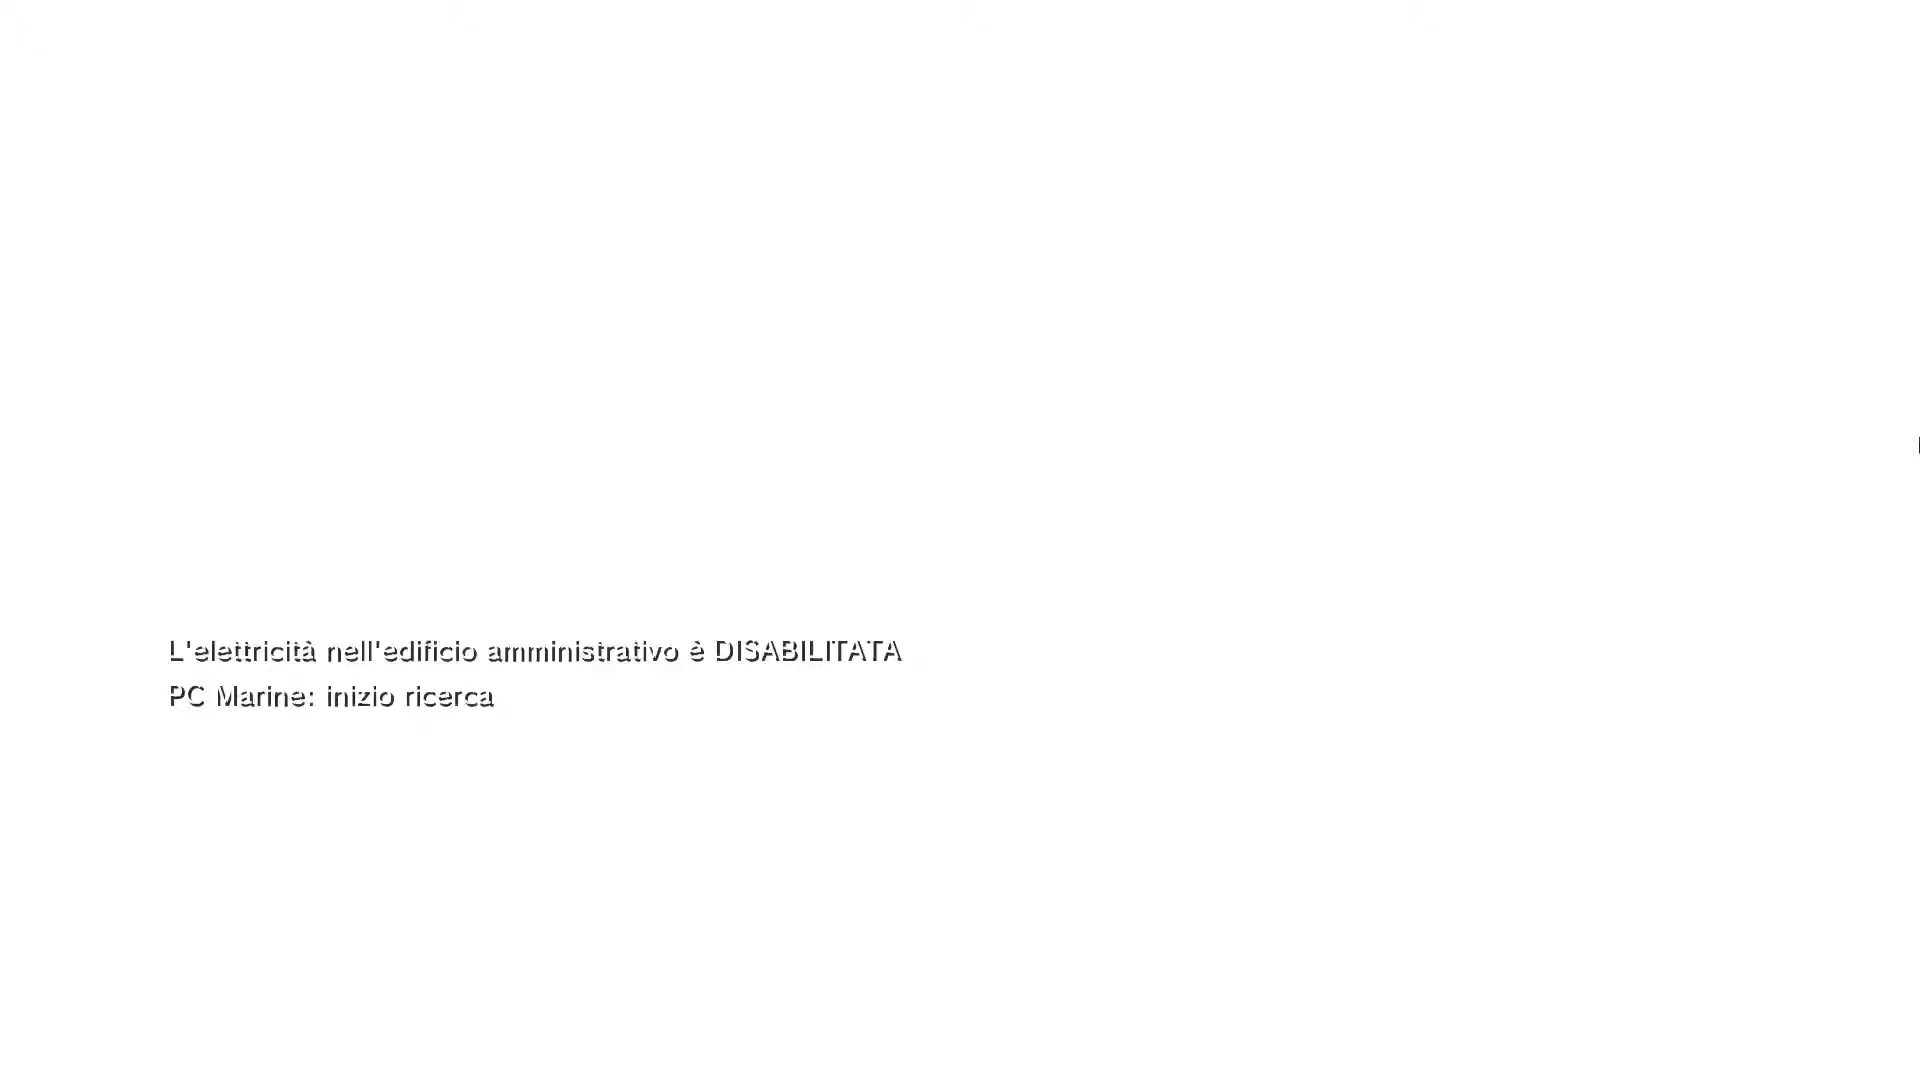 L'elettricità nell'edificio amministrativo è DISABILITATA
PC Marine: inizio ricerca